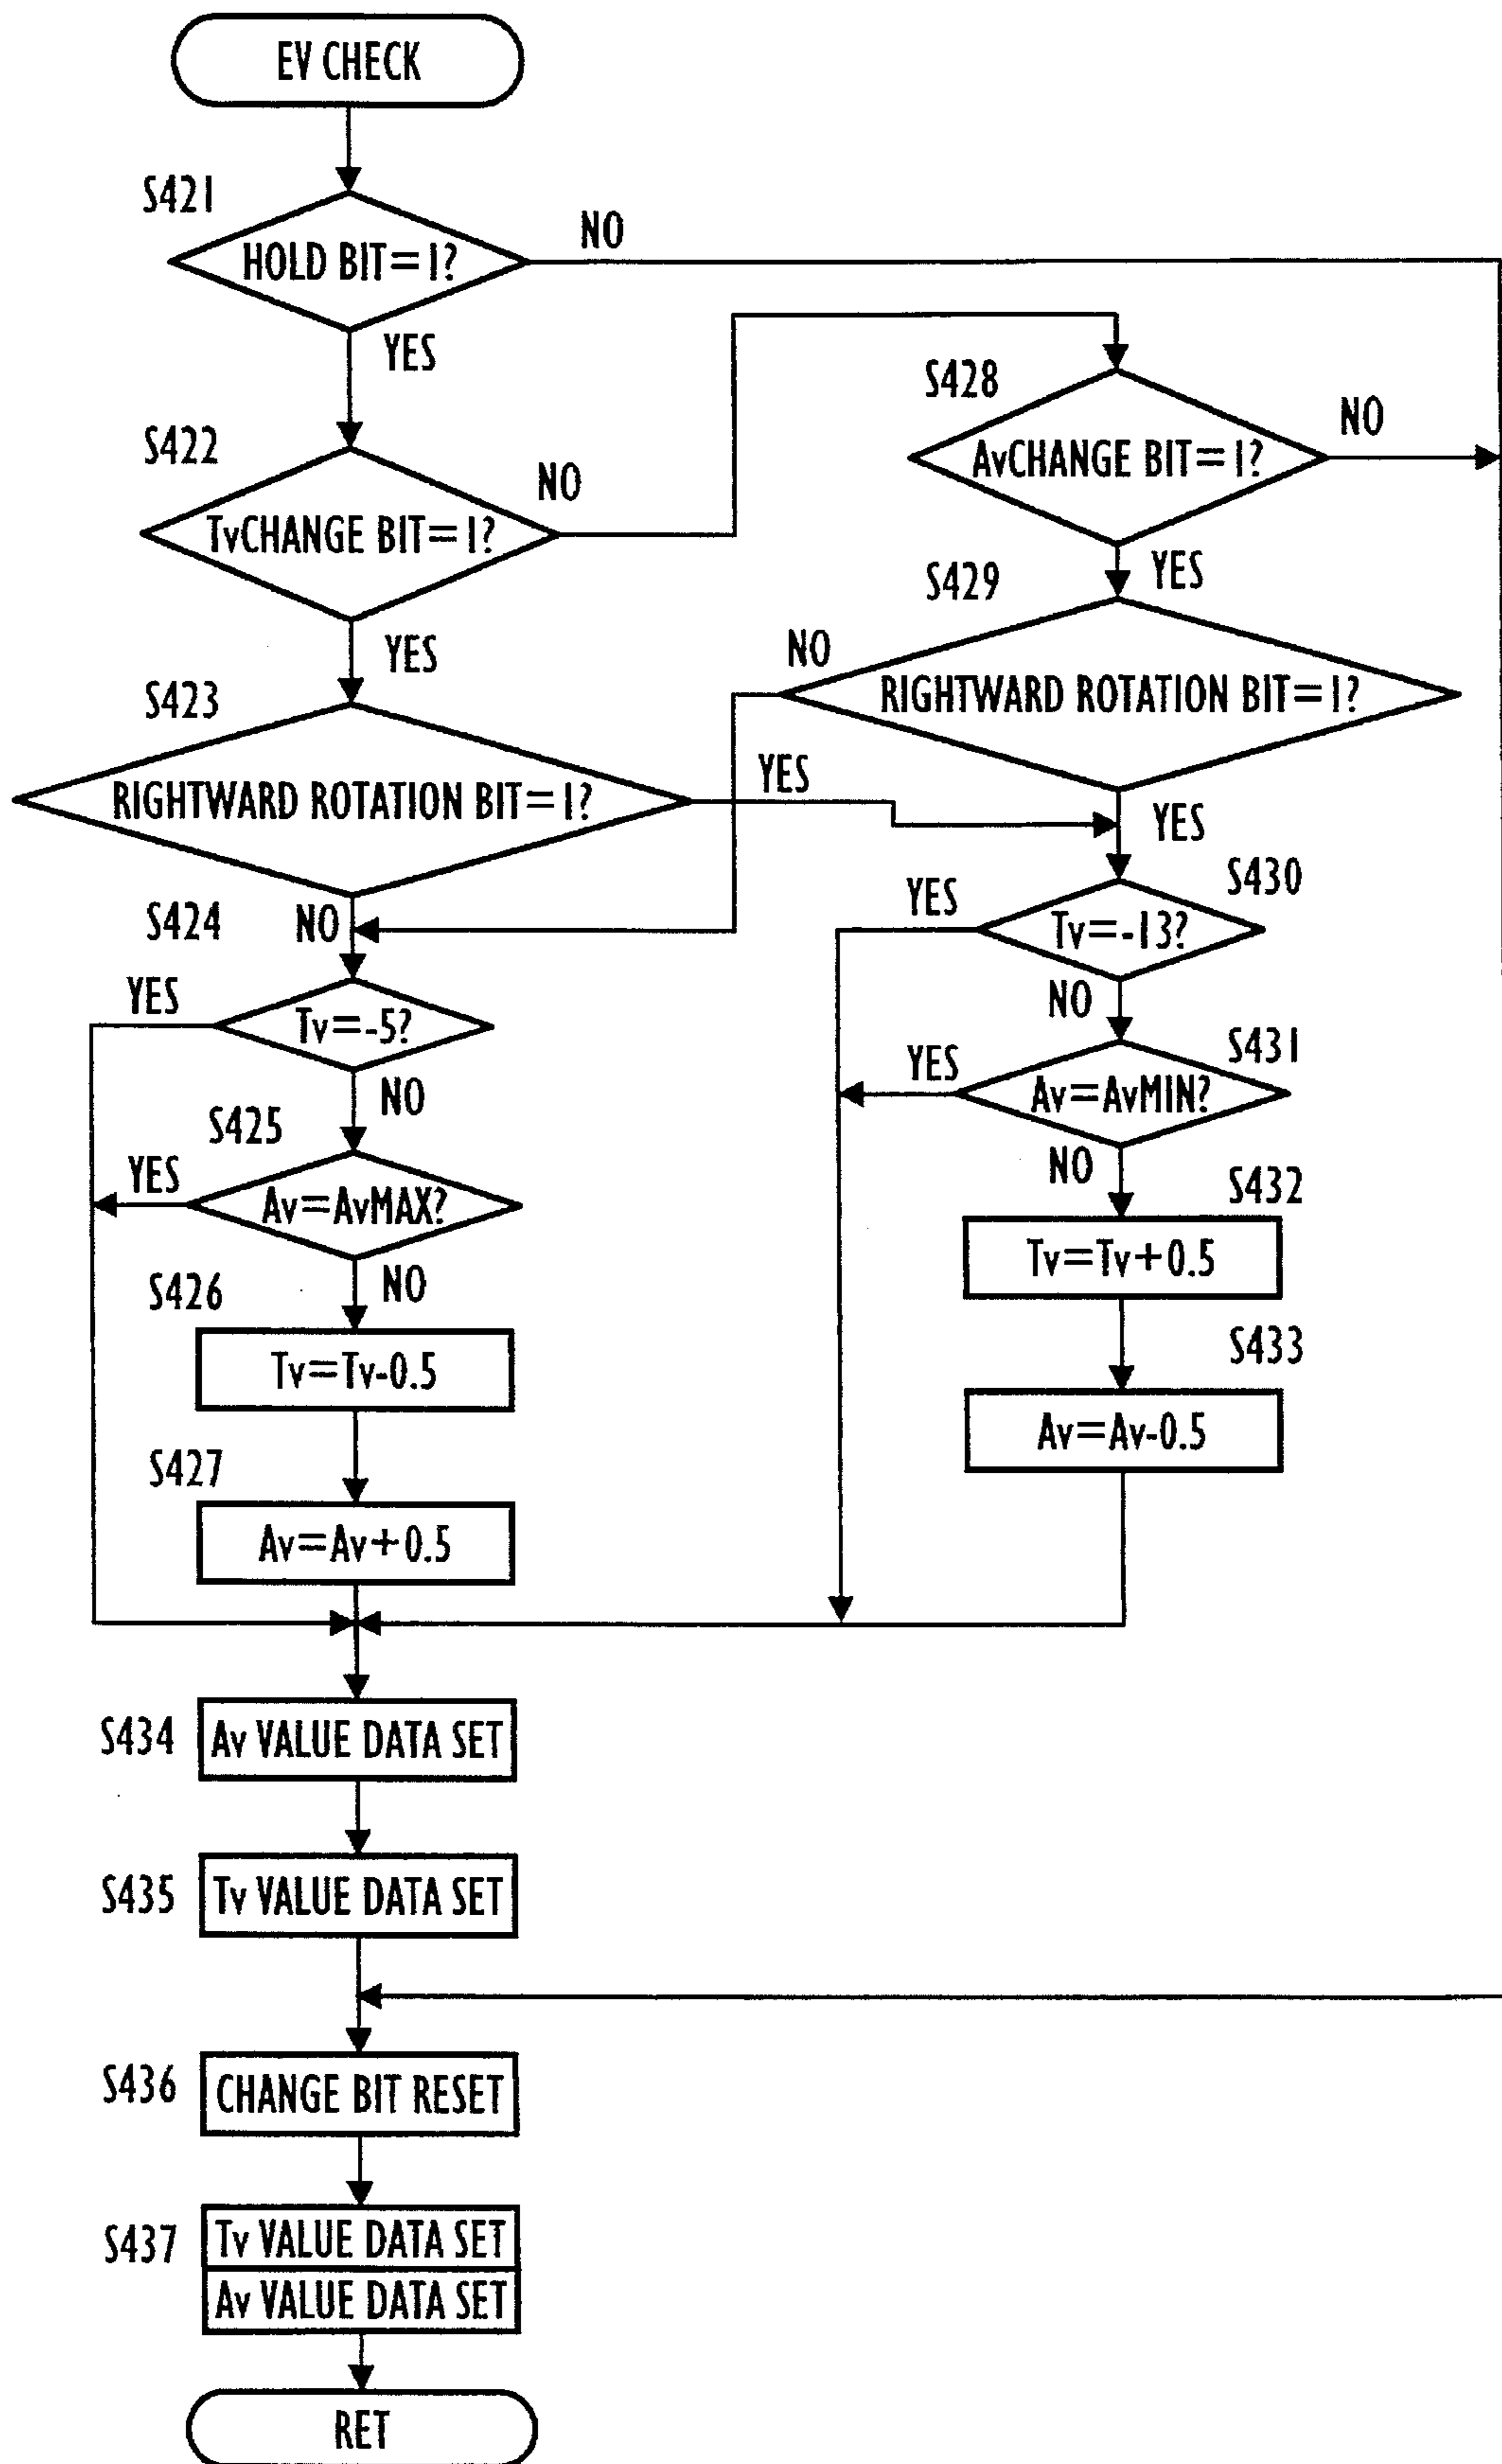 EV CHECK
S421
HOLD BIT=1?
NO
YES
S422
TvCHANGE BIT=1?
NO
YES
S428
AvCHANGE BIT=1?
NO
YES
S429
RIGHTWARD ROTATION BIT=1?
NO
YES
S423
RIGHTWARD ROTATION BIT=1?
YES
NO
S424
Tv=-5?
YES
NO
S425
Av=AvMAX?
YES
NO
S426
Tv=Tv-0.5
S427
Av=Av+0.5
S430
Tv=-13?
YES
NO
S431
Av=AvMIN?
YES
NO
S432
Tv=Tv+0.5
S433
Av=Av-0.5
S434
Av VALUE DATA SET
S435
Tv VALUE DATA SET
S436
CHANGE BIT RESET
S437
Tv VALUE DATA SET
Av VALUE DATA SET
RET